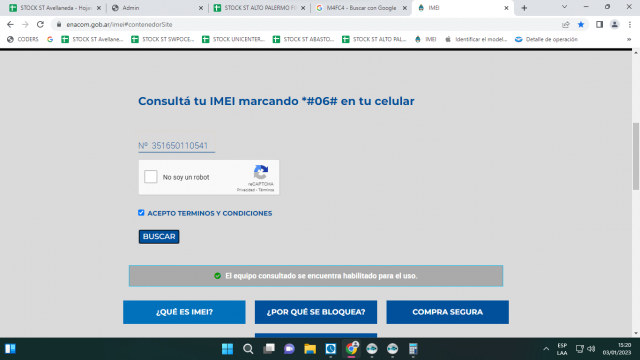 STOCK ST Avellaneda - Hoja
Admin
STOCK ST ALTO PALERMO
M4FG4 - Buscar con Google
IMEI
enacom.gob.ar/imei#contenedorSite
CODERS
STOCK ST Avellane...
STOCK ST SWPOCE...
STOCK UNICENTER...
STOCK ST ABASTO...
STOCK ST ALTO PAL...
IMEI
Identificar el model...
Detalle de operación
Consultá tu IMEI marcando *#06# en tu celular
Nº 351650110541
No soy un robot
reCAPTCHA
Privacidad - Términos
ACEPTO TERMINOS Y CONDICIONES
BUSCAR
El equipo consultado se encuentra habilitado para el uso.
¿QUÉ ES IMEI?
¿POR QUÉ SE BLOQUEA?
COMPRA SEGURA
ESP
LAA
15:20
03/01/2023